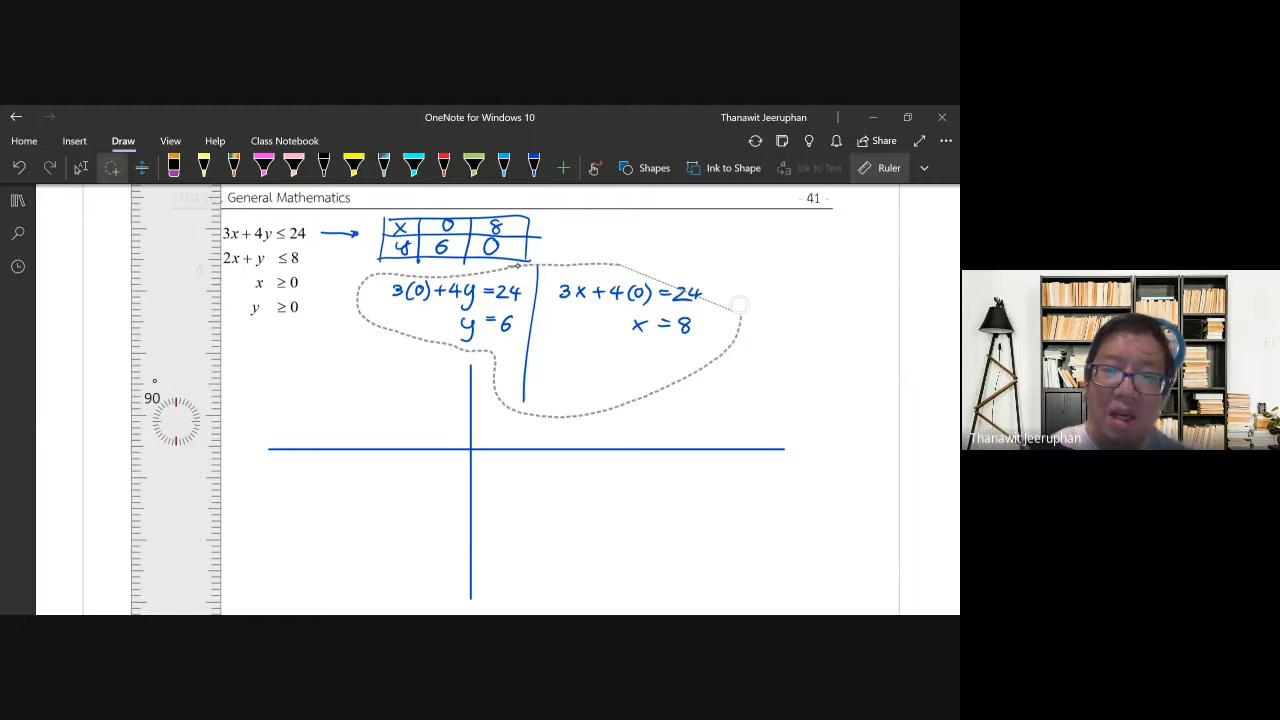 OneNote for Windows 10
Thanawit Jeeruphan
Home Insert Draw View Help Class Notebook
Share
Shapes Ink to Shape Ink to Text Ruler
General Mathematics - 41 -
3x + 4y ≤ 24
x 0 8
y 6 0
2x + y ≤ 8
x ≥ 0
y ≥ 0
3(0)+4y = 24
y = 6
3x+4(0) = 24
x = 8
90°
Thanawit Jeeruphan